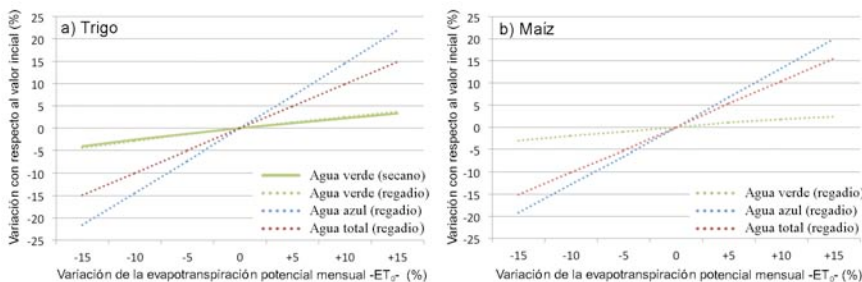 a) Trigo
Variación con respecto al valor incial (%)
25
20
15
10
5
0
-5
-10
-15
-20
-25
Agua verde (secano)
Agua verde (regadio)
Agua azul (regadio)
Agua total (regadio)
-15 -10 -5 0 +5 +10 +15
Variación de la evapotranspiración potencial mensual -ET₀- (%)
b) Maíz
Variación con respecto al valor incial (%)
25
20
15
10
5
0
-5
-10
-15
-20
-25
Agua verde (regadio)
Agua azul (regadio)
Agua total (regadio)
-15 -10 -5 0 +5 +10 +15
Variación de la evapotranspiración potencial mensual -ET₀- (%)